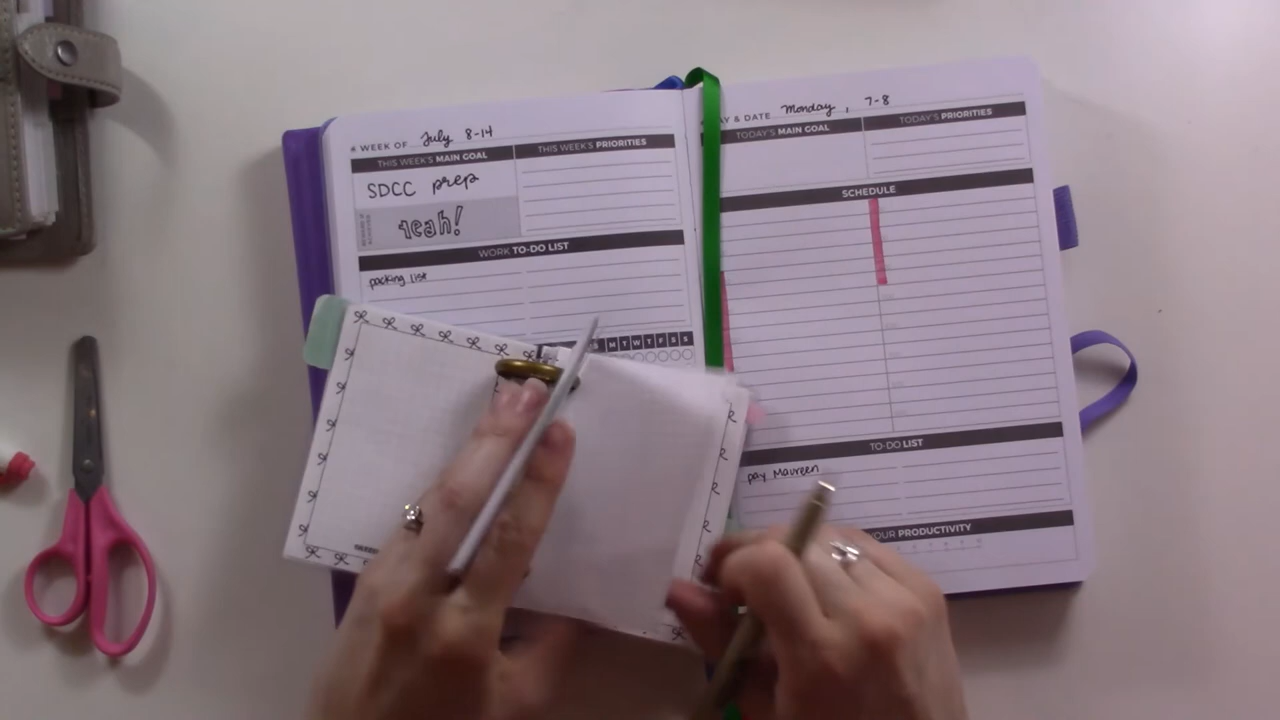 WEEK OF July 8-14
THIS WEEK'S MAIN GOAL
THIS WEEK'S PRIORITIES
SDCC prep
Yeah!
WORK TO-DO LIST
packing list
M T W T F S S
Y & DATE Monday, 7-8
TODAY'S MAIN GOAL
TODAY'S PRIORITIES
SCHEDULE
TO-DO LIST
pay Maureen
YOUR PRODUCTIVITY